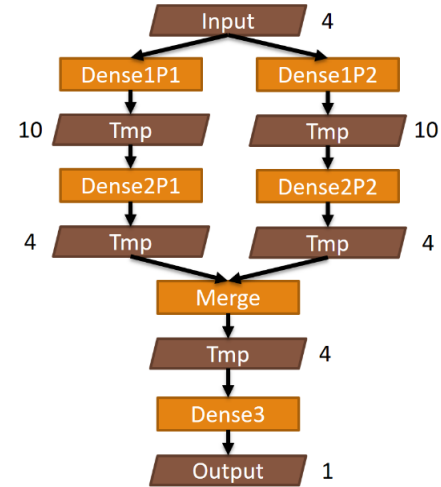 Input 4
Dense1P1 Dense1P2
10 Tmp Tmp 10
Dense2P1 Dense2P2
4 Tmp Tmp 4
Merge
Tmp 4
Dense3
Output 1